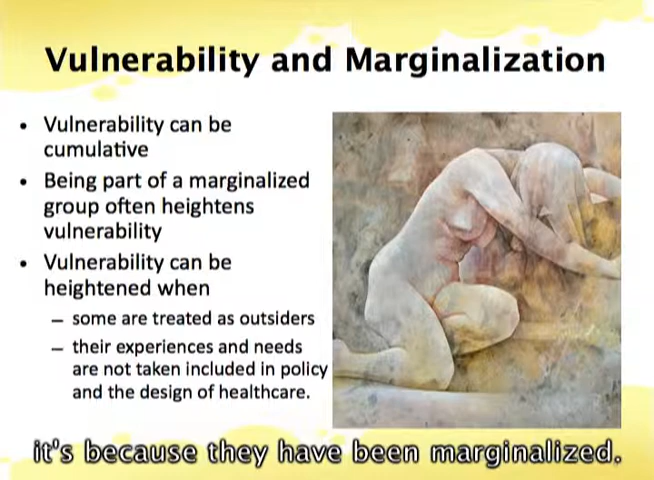 Vulnerability and Marginalization
• Vulnerability can be
cumulative
• Being part of a marginalized
group often heightens
vulnerability
• Vulnerability can be
heightened when
– some are treated as outsiders
– their experiences and needs
are not taken included in policy
and the design of healthcare.
it's because they have been marginalized.